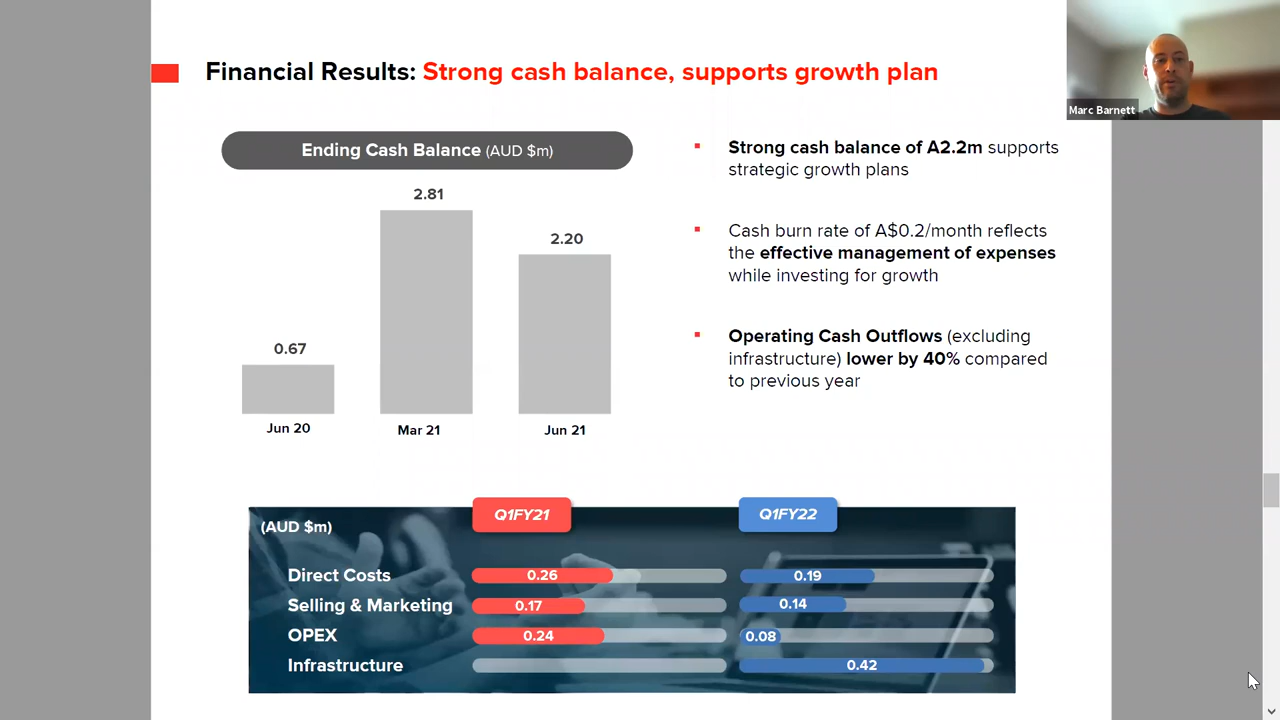 Financial Results: Strong cash balance, supports growth plan
Marc Barnett
Ending Cash Balance (AUD $m)
2.81
2.20
0.67
Jun 20
Mar 21
Jun 21
Strong cash balance of A2.2m supports
strategic growth plans
Cash burn rate of A$0.2/month reflects
the effective management of expenses
while investing for growth
Operating Cash Outflows (excluding
infrastructure) lower by 40% compared
to previous year
(AUD $m)
Q1FY21
Q1FY22
Direct Costs 0.26 0.19
Selling & Marketing 0.17 0.14
OPEX 0.24 0.08
Infrastructure 0.42